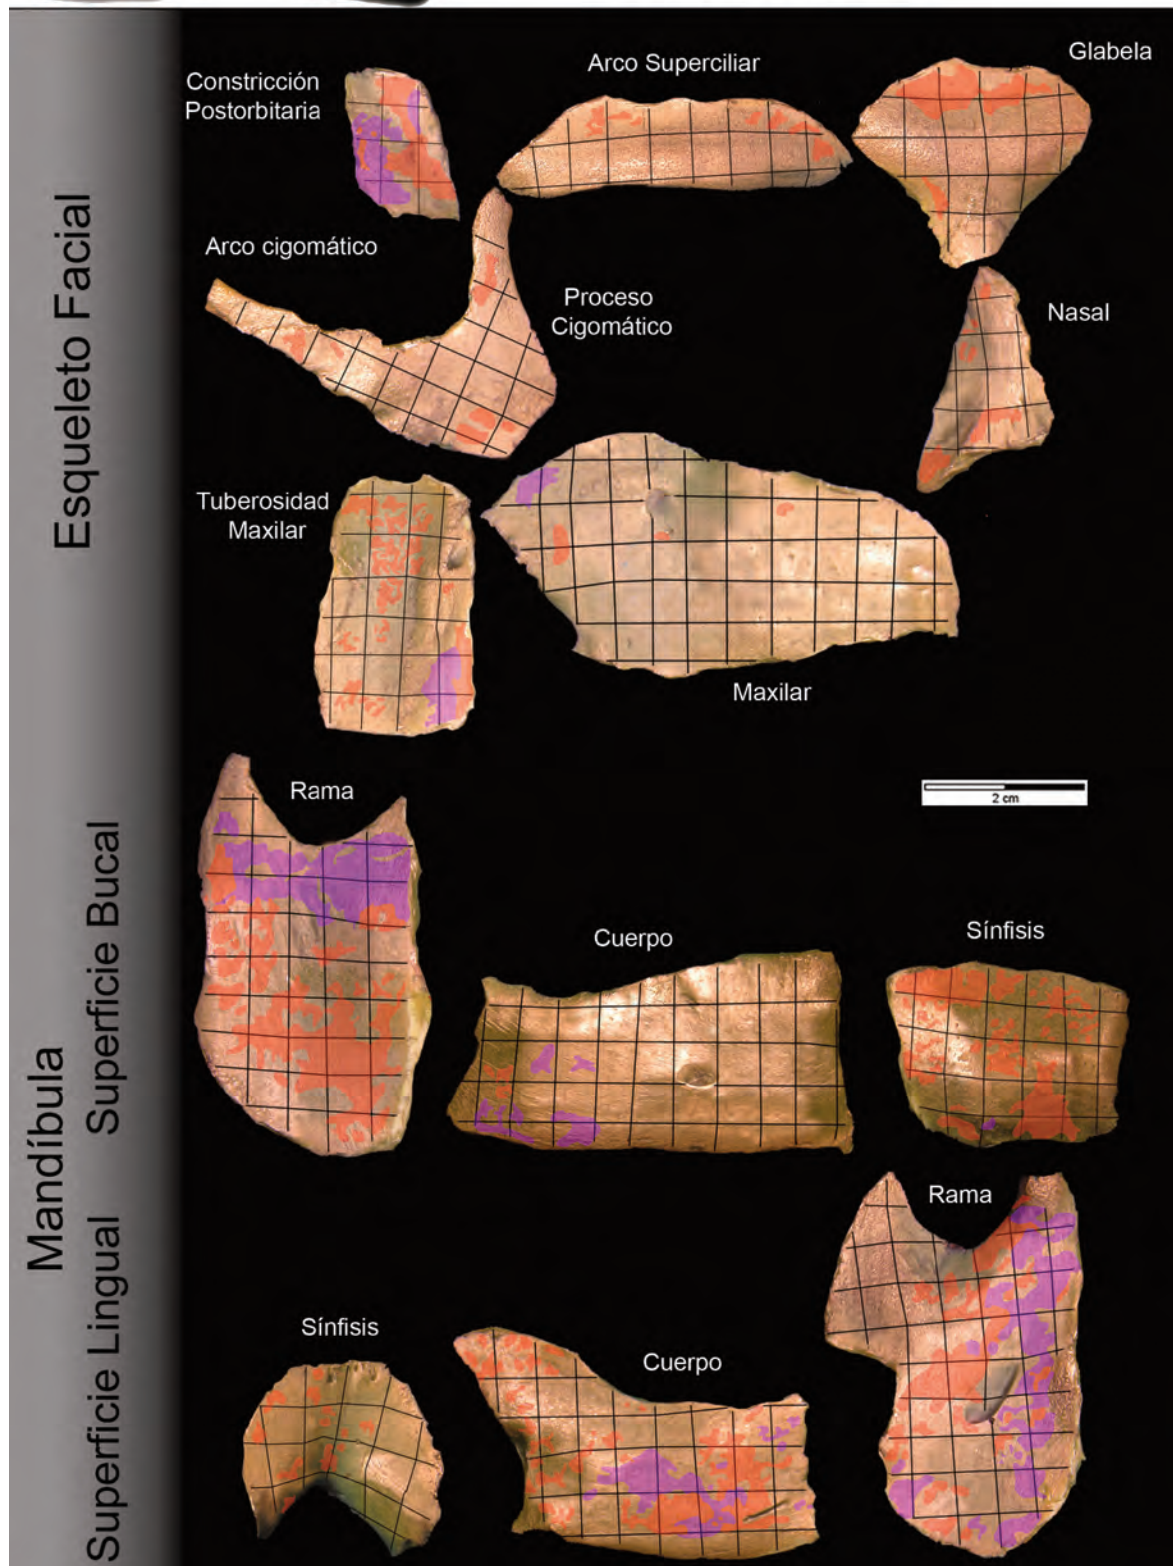 Esqueleto Facial
Constricción
Postorbitaria
Arco Superciliar
Glabela
Arco cigomático
Proceso
Cigomático
Nasal
Tuberosidad
Maxilar
Maxilar
2 cm
Mandíbula
Superficie Bucal
Rama
Cuerpo
Sínfisis
Superficie Lingual
Rama
Sínfisis
Cuerpo